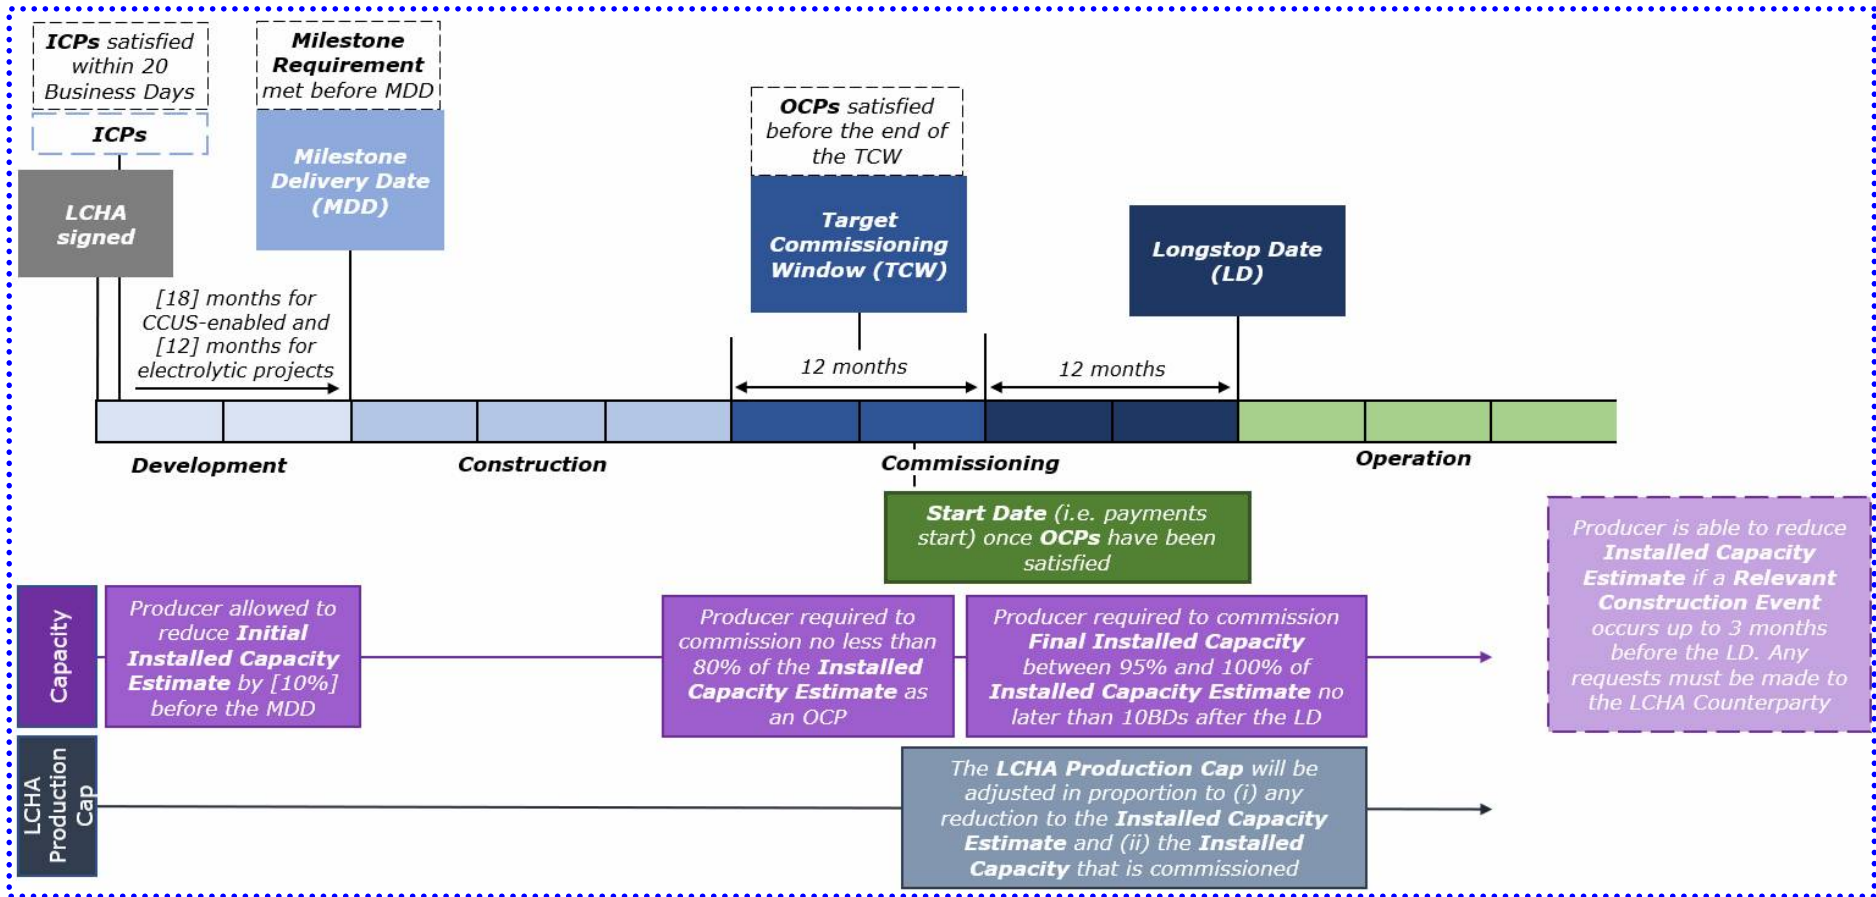 ICPs satisfied
within 20
Business Days
ICPs
LCHA
signed
Milestone
Requirement
met before MDD
Milestone
Delivery Date
(MDD)
OCPs satisfied
before the end of
the TCW
Target
Commissioning
Window (TCW)
Longstop Date
(LD)
[18] months for
CCUS-enabled and
[12] months for
electrolytic projects
12 months
12 months
Development
Construction
Commissioning
Operation
Start Date (i.e. payments
start) once OCPs have been
satisfied
Capacity
Producer allowed to
reduce Initial
Installed Capacity
Estimate by [10%]
before the MDD
Producer required to
commission no less than
80% of the Installed
Capacity Estimate as
an OCP
Producer required to commission
Final Installed Capacity
between 95% and 100% of
Installed Capacity Estimate no
later than 10BDs after the LD
Producer is able to reduce
Installed Capacity
Estimate if a Relevant
Construction Event
occurs up to 3 months
before the LD. Any
requests must be made to
the LCHA Counterparty
LCHA
Production
Cap
The LCHA Production Cap will be
adjusted in proportion to (i) any
reduction to the Installed Capacity
Estimate and (ii) the Installed
Capacity that is commissioned